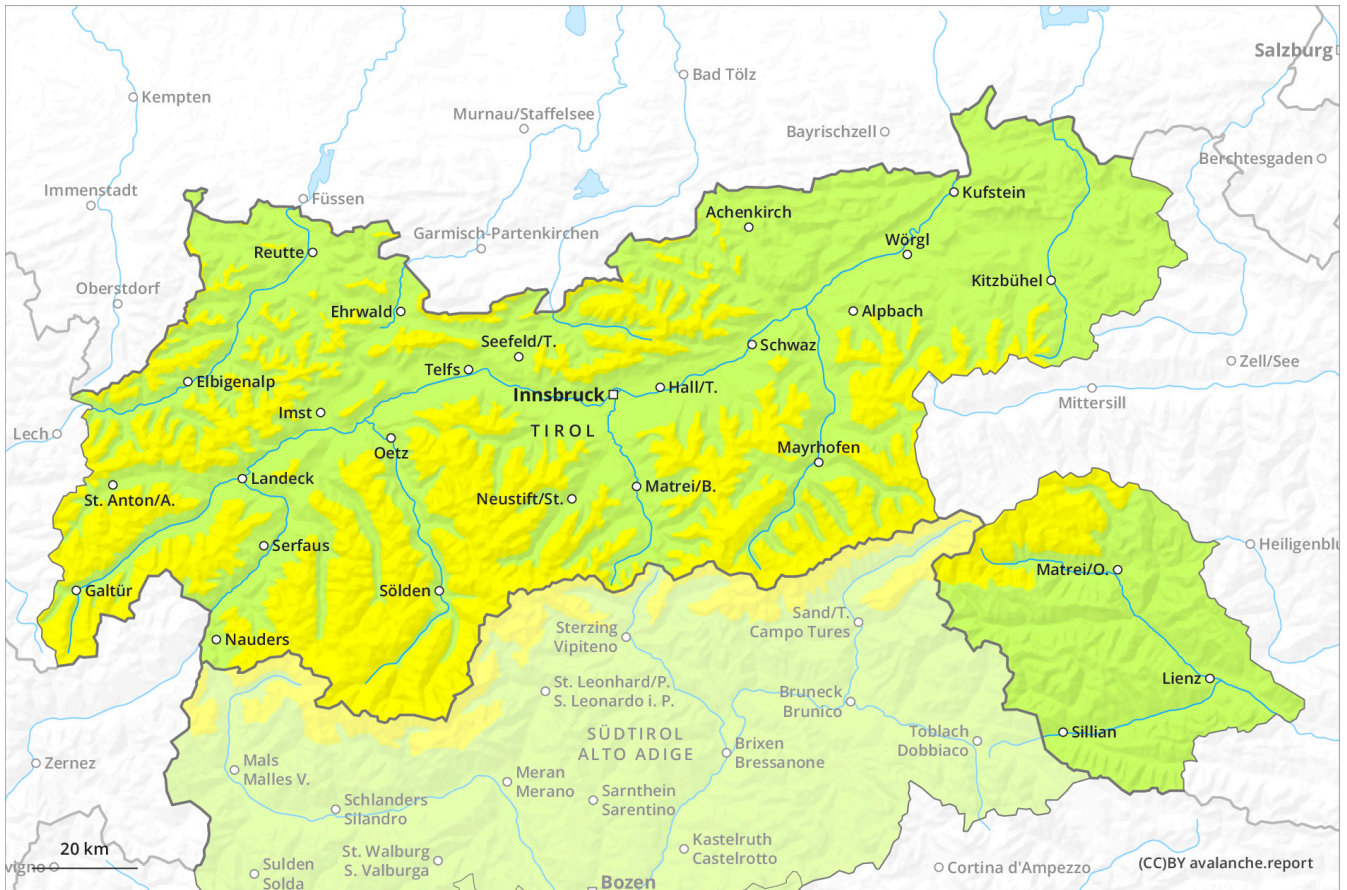 Salzburg
Bad Tölz
Kempten
Murnau/Staffelsee
Bayrischzell
Berchtesgaden
Immenstadt
Füssen
Kufstein
Achenkirch
Garmisch-Partenkirchen
Wörgl
Reutte
Oberstdorf
Kitzbühel
Ehrwald
Alpbach
Seefeld/T.
Schwaz
Zell/See
Telfs
Elbigenalp
Hall/T.
Innsbruck
Mittersill
Imst
Lech
TIROL
Oetz
Mayrhofen
Landeck
Matrei/B.
St. Anton/A.
Neustift/St.
Serfaus
Heiligenblu
Matrei/O.
Galtür
Sölden
Sand/T.
Campo Tures
Sterzing
Vipiteno
Nauders
Lienz
St. Leonhard/P.
S. Leonardo i. P.
Bruneck
Brunico
Sillian
SÜDTIROL
ALTO ADIGE
Toblach
Dobbiaco
Brixen
Bressanone
Zernez
Mals
Malles V.
Meran
Merano
Sarnthein
Sarentino
Schlanders
Silandro
Kastelruth
Castelrotto
20 km
St. Walburg
S. Valburga
vigno
Sulden
Solda
Cortina d'Ampezzo
(CC)BY avalanche.report
Bozen